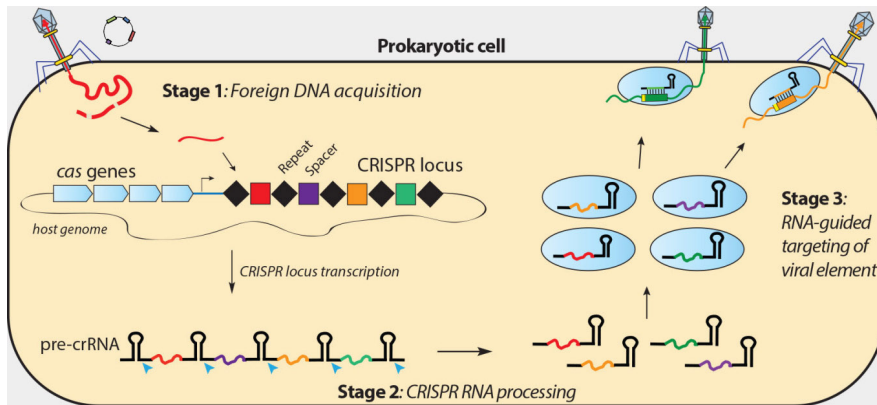 Prokaryotic cell
Stage 1: Foreign DNA acquisition
Repeat
Spacer
CRISPR locus
cas genes
host genome
CRISPR locus transcription
pre-crRNA
Stage 2: CRISPR RNA processing
Stage 3:
RNA-guided
targeting of
viral element